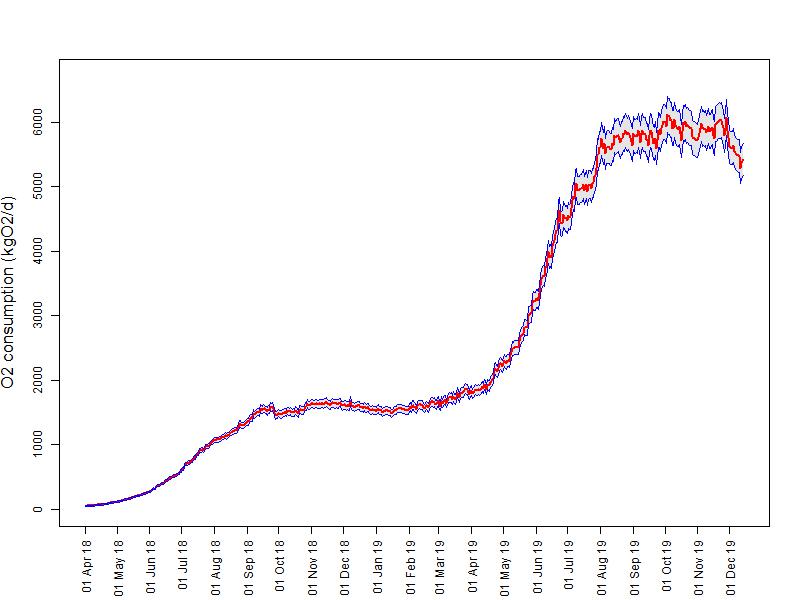 O2 consumption (kgO2/d)
6000
5000
4000
3000
2000
1000
0
01 Apr 18
01 May 18
01 Jun 18
01 Jul 18
01 Aug 18
01 Sep 18
01 Oct 18
01 Nov 18
01 Dec 18
01 Jan 19
01 Feb 19
01 Mar 19
01 Apr 19
01 May 19
01 Jun 19
01 Jul 19
01 Aug 19
01 Sep 19
01 Oct 19
01 Nov 19
01 Dec 19